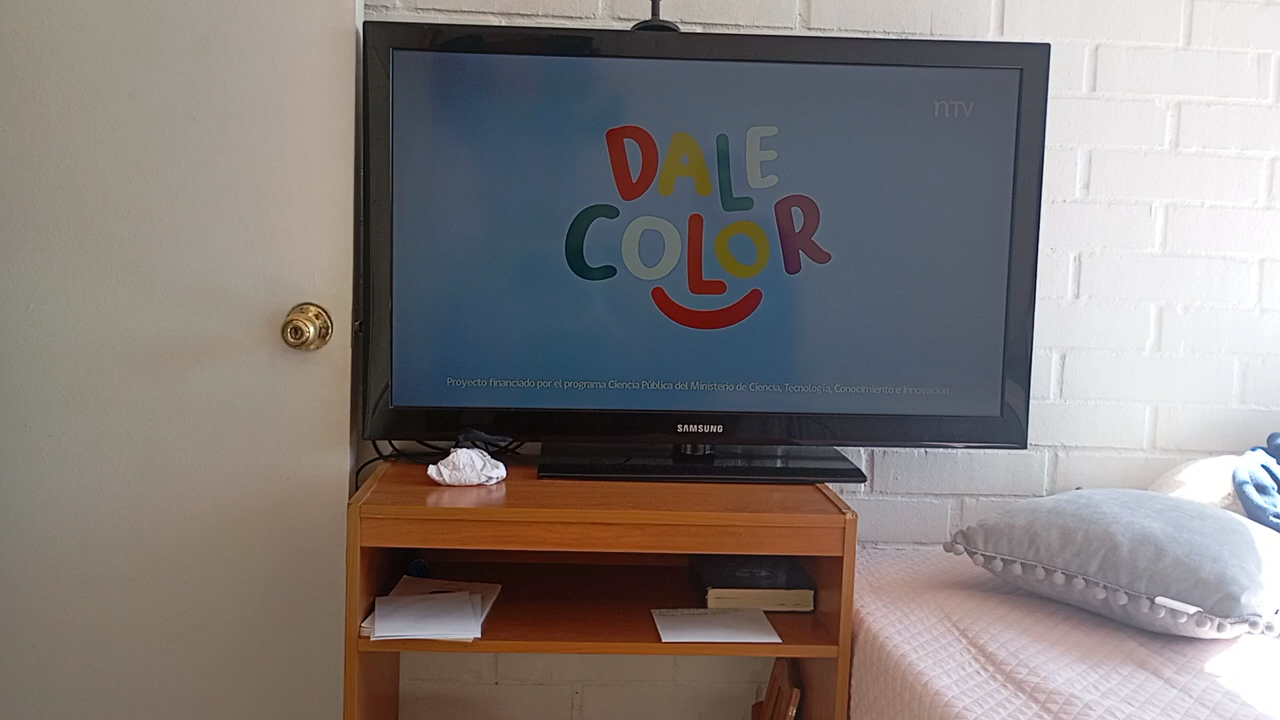 nTV
DALE
COLOR
Proyecto financiado por el programa Ciencia Pública del Ministerio de Ciencia, Tecnología, Conocimiento e Innovación
SAMSUNG